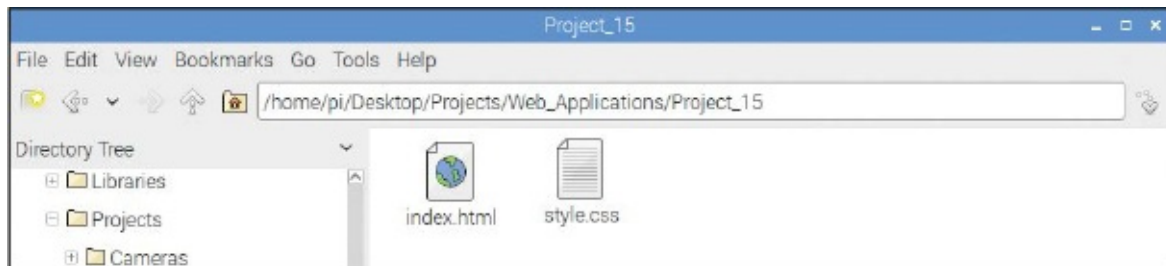 Project_15
File Edit View Bookmarks Go Tools Help
/home/pi/Desktop/Projects/Web_Applications/Project_15
Directory Tree
Libraries
Projects
Cameras
index.html
style.css